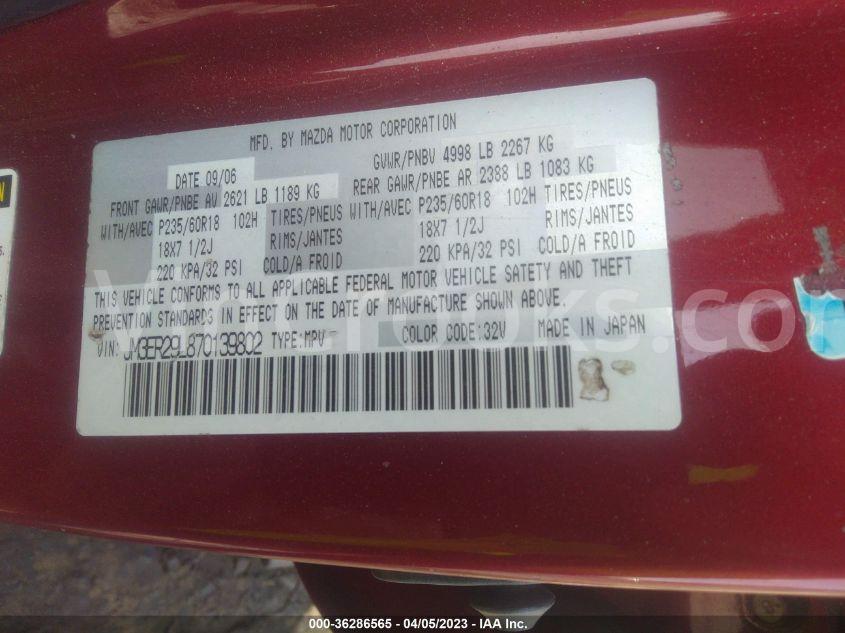 MFD. BY MAZDA MOTOR CORPORATION
DATE 09/06 GVWR/PNBV 4998 LB 2267 KG
FRONT GAWR/PNBE AV 2621 LB 1189 KG REAR GAWR/PNBE AR 2388 LB 1083 KG
WITH/AVEC P235/60R18 102H TIRES/PNEUS WITH/AVEC P235/60R18 102H TIRES/PNEUS
18X7 1/2J RIMS/JANTES 18X7 1/2J RIMS/JANTES
220 KPA/32 PSI COLD/A FROID 220 KPA/32 PSI COLD/A FROID
THIS VEHICLE CONFORMS TO ALL APPLICABLE FEDERAL MOTOR VEHICLE SAFETY AND THEFT
PREVENTION STANDARDS IN EFFECT ON THE DATE OF MANUFACTURE SHOWN ABOVE.
VIN: JM3ER29L870139802 TYPE:MPV COLOR CODE:32V MADE IN JAPAN
000-36286565 - 04/05/2023 - IAA Inc.